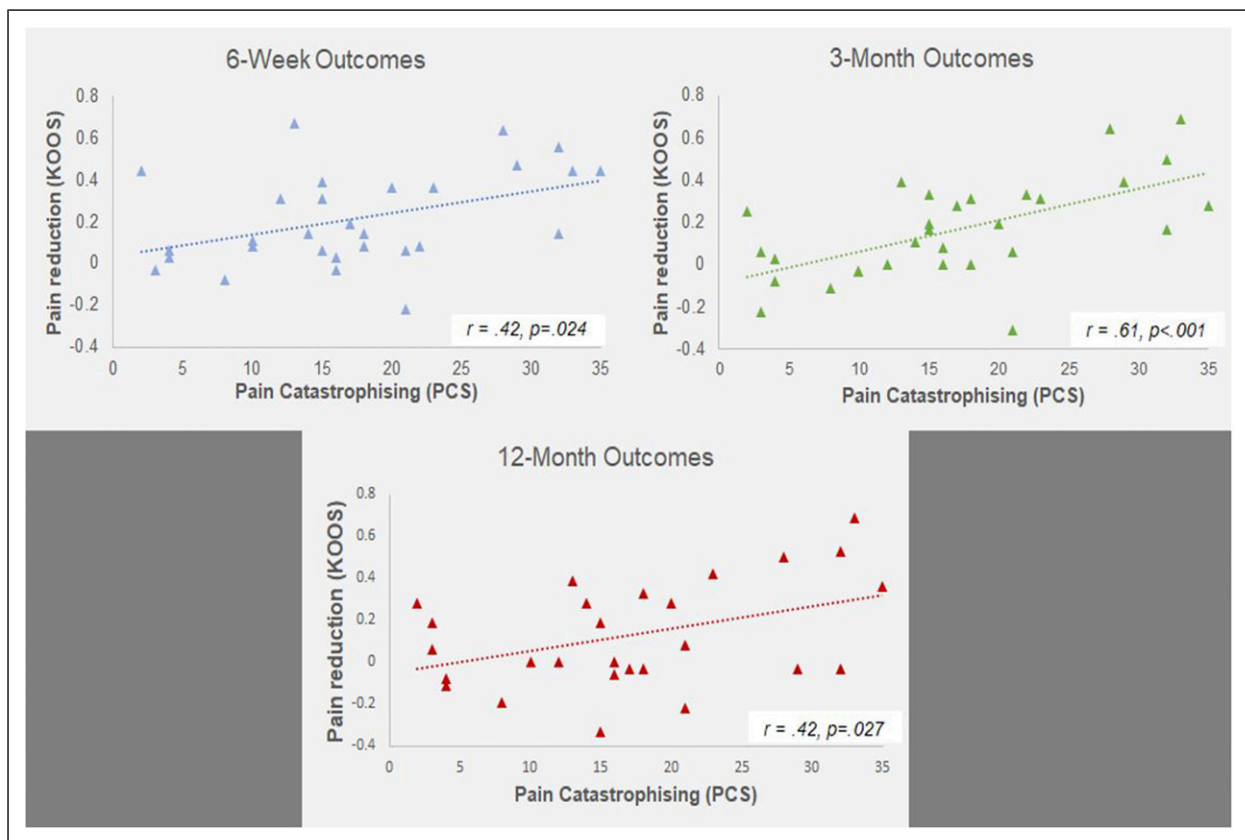 6-Week Outcomes
Pain reduction (KOOS)
0.8
0.6
0.4
0.2
0
-0.2
-0.4
r = .42, p=.024
0 5 10 15 20 25 30 35
Pain Catastrophising (PCS)
3-Month Outcomes
Pain reduction (KOOS)
0.8
0.6
0.4
0.2
0
-0.2
-0.4
r = .61, p<.001
0 5 10 15 20 25 30 35
Pain Catastrophising (PCS)
12-Month Outcomes
Pain reduction (KOOS)
0.8
0.6
0.4
0.2
0
-0.2
-0.4
r = .42, p=.027
0 5 10 15 20 25 30 35
Pain Catastrophising (PCS)